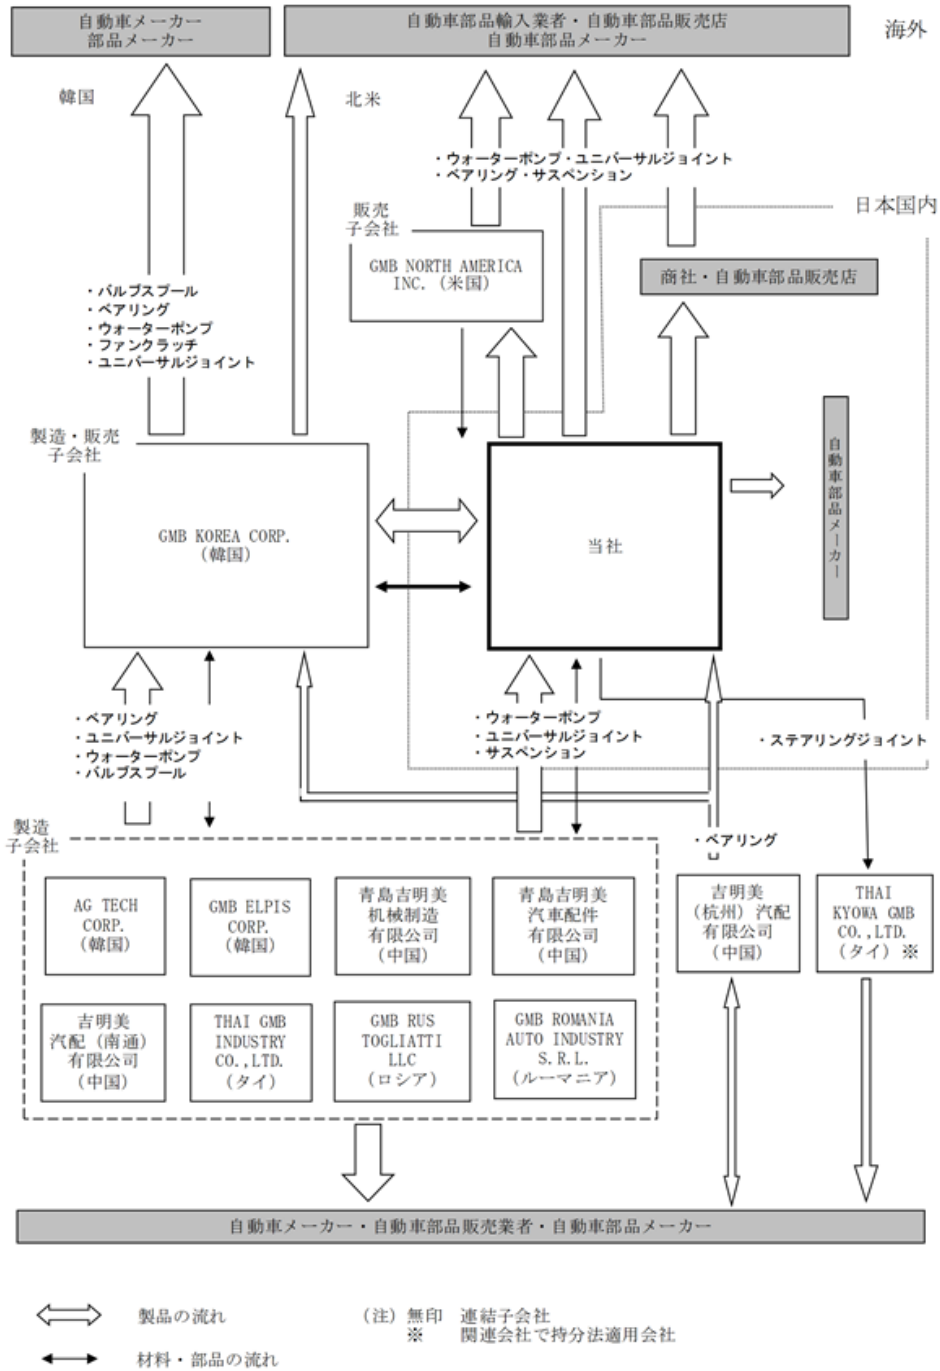 自動車メーカー
部品メーカー
自動車部品輸入業者・自動車部品販売店
自動車部品メーカー
海外
韓国
北米
・ウォーターポンプ・ユニバーサルジョイント
・ベアリング・サスペンション
日本国内
販売
子会社
GMB NORTH AMERICA
INC. (米国)
商社・自動車部品販売店
・バルブスプール
・ベアリング
・ウォーターポンプ
・ファンクラッチ
・ユニバーサルジョイント
製造・販売
子会社
GMB KOREA CORP.
(韓国)
当社
自動車部品メーカー
・ベアリング
・ユニバーサルジョイント
・ウォーターポンプ
・バルブスプール
・ウォーターポンプ
・ユニバーサルジョイント
・サスペンション
・ステアリングジョイント
・ベアリング
製造
子会社
AG TECH
CORP.
(韓国)
GMB ELPIS
CORP.
(韓国)
青島吉明美
机械制造
有限公司
(中国)
青島吉明美
汽車配件
有限公司
(中国)
吉明美
(杭州) 汽配
有限公司
(中国)
THAI
KYOWA GMB
CO.,LTD.
(タイ) ※
吉明美
汽配 (南通)
有限公司
(中国)
THAI GMB
INDUSTRY
CO.,LTD.
(タイ)
GMB RUS
TOGLIATTI
LLC
(ロシア)
GMB ROMANIA
AUTO INDUSTRY
S.R.L.
(ルーマニア)
自動車メーカー・自動車部品販売業者・自動車部品メーカー
製品の流れ
材料・部品の流れ
(注) 無印 連結子会社
※ 関連会社で持分法適用会社